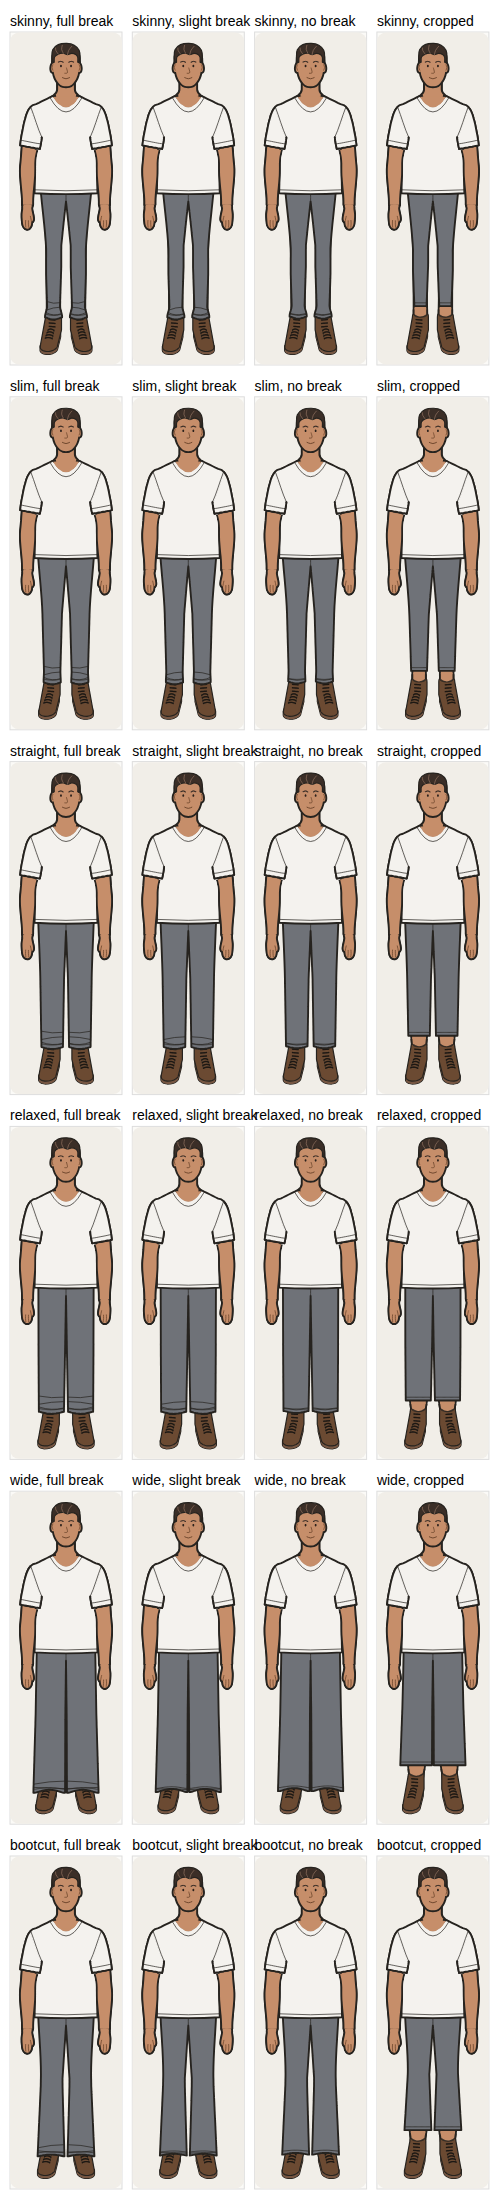 skinny, full break
skinny, slight break
skinny, no break
skinny, cropped
slim, full break
slim, slight break
slim, no break
slim, cropped
straight, full break
straight, slight break
straight, no break
straight, cropped
relaxed, full break
relaxed, slight break
relaxed, no break
relaxed, cropped
wide, full break
wide, slight break
wide, no break
wide, cropped
bootcut, full break
bootcut, slight break
bootcut, no break
bootcut, cropped